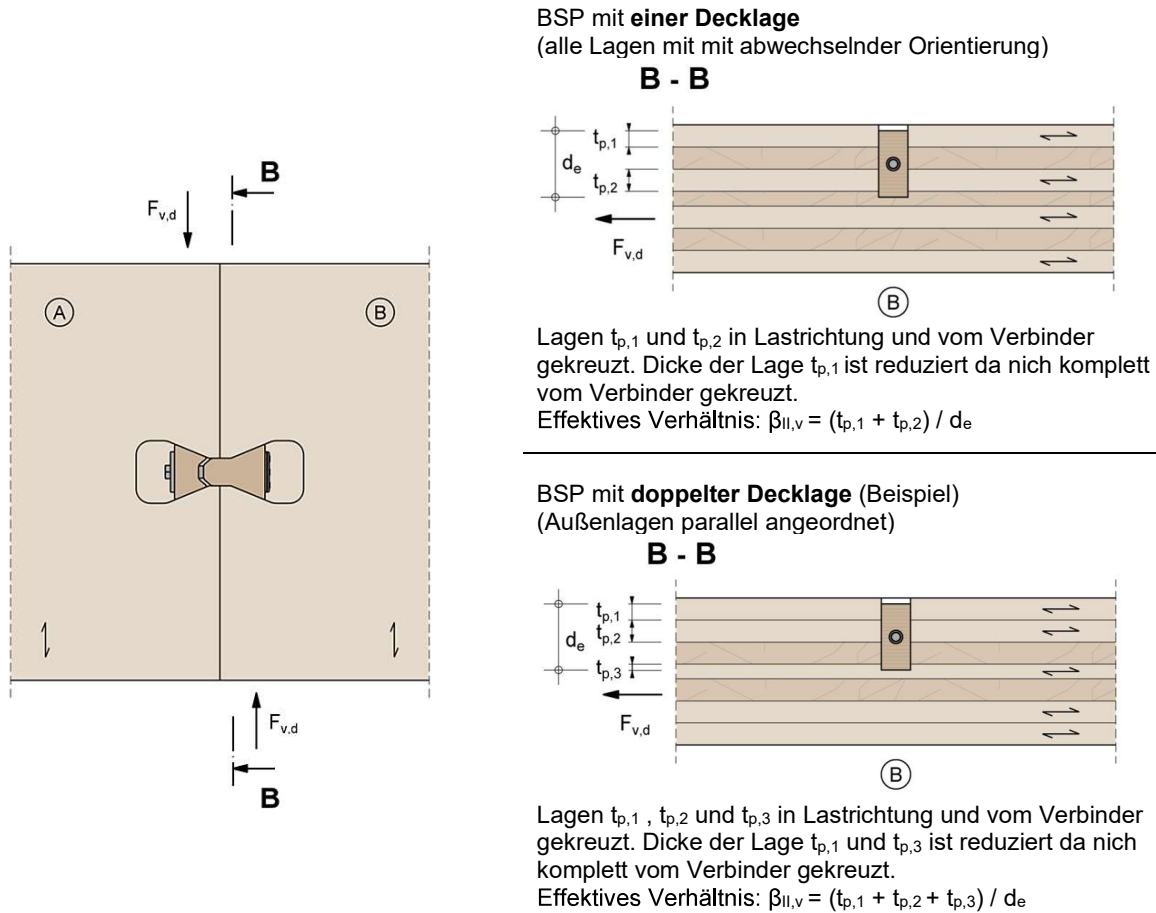 B
F_v,d
A
B
F_v,d
B
BSP mit einer Decklage
(alle Lagen mit mit abwechselnder Orientierung)
B - B
t_p,1
d_e
t_p,2
F_v,d
B
Lagen t_p,1 und t_p,2 in Lastrichtung und vom Verbinder
gekreuzt. Dicke der Lage t_p,1 ist reduziert da nich komplett
vom Verbinder gekreuzt.
Effektives Verhältnis: β_II,v = (t_p,1 + t_p,2) / d_e
BSP mit doppelter Decklage (Beispiel)
(Außenlagen parallel angeordnet)
B - B
t_p,1
t_p,2
d_e
t_p,3
F_v,d
B
Lagen t_p,1 , t_p,2 und t_p,3 in Lastrichtung und vom Verbinder
gekreuzt. Dicke der Lage t_p,1 und t_p,3 ist reduziert da nich
komplett vom Verbinder gekreuzt.
Effektives Verhältnis: β_II,v = (t_p,1 + t_p,2 + t_p,3) / d_e